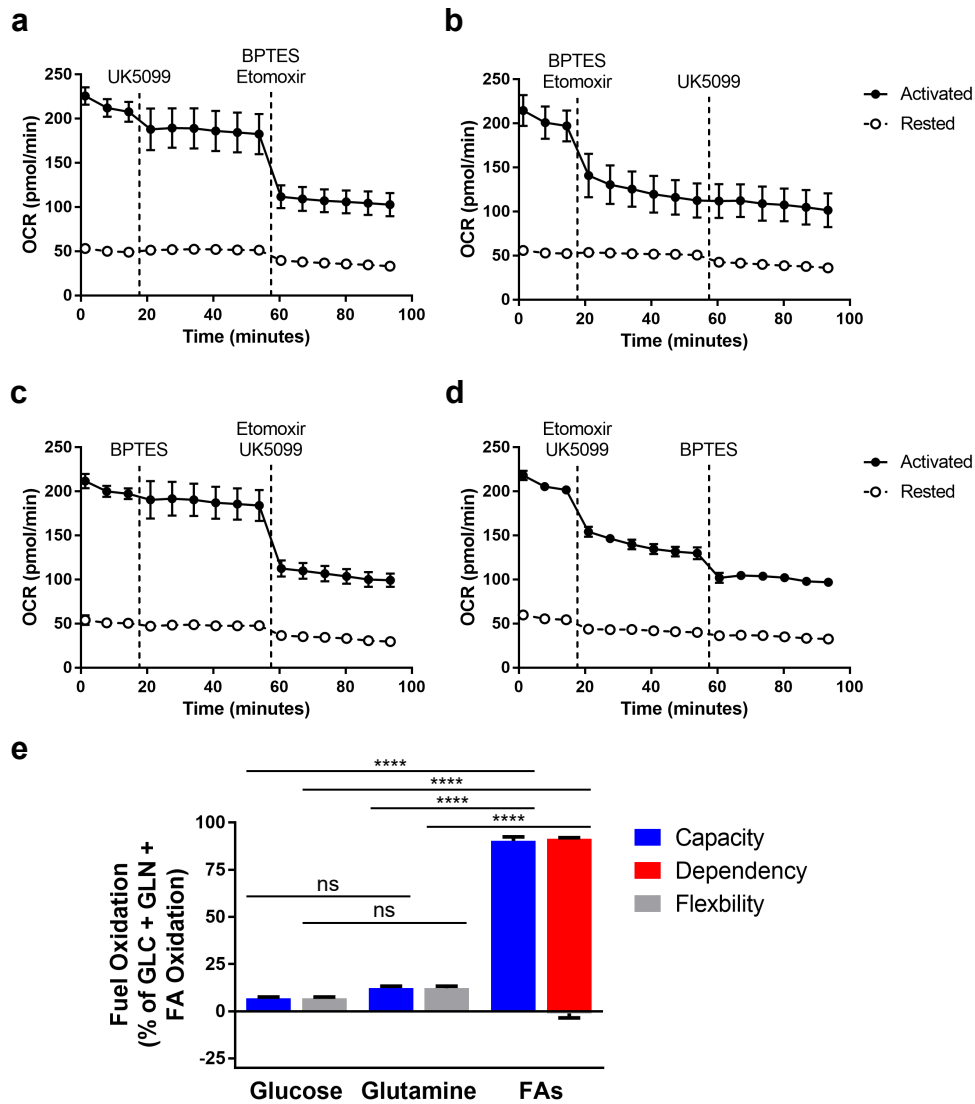 a
UK5099
BPTES
Etomoxir
250
200
150
100
50
0
OCR (pmol/min)
0 20 40 60 80 100
Time (minutes)
b
BPTES
Etomoxir
UK5099
250
200
150
100
50
0
OCR (pmol/min)
0 20 40 60 80 100
Time (minutes)
Activated
Rested
c
BPTES
Etomoxir
UK5099
250
200
150
100
50
0
OCR (pmol/min)
0 20 40 60 80 100
Time (minutes)
d
Etomoxir
UK5099
BPTES
250
200
150
100
50
0
OCR (pmol/min)
0 20 40 60 80 100
Time (minutes)
Activated
Rested
e
****
****
****
****
ns
ns
100
75
50
25
0
-25
Fuel Oxidation
(% of GLC + GLN +
FA Oxidation)
Glucose Glutamine FAs
Capacity
Dependency
Flexbility